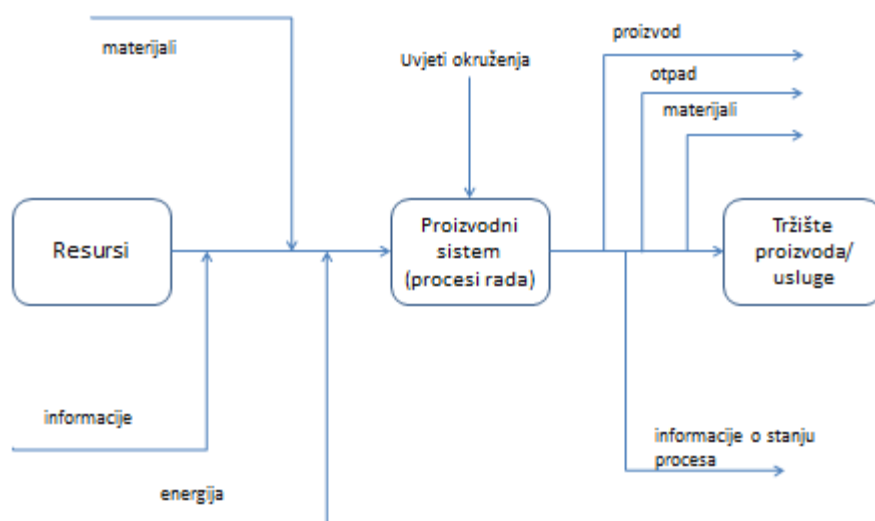 materijali
Uvjeti okruženja
proizvod
otpad
materijali
Resursi
Proizvodni
sistem
(procesi rada)
Tržište
proizvoda/
usluge
informacije
energija
informacije o stanju
procesa